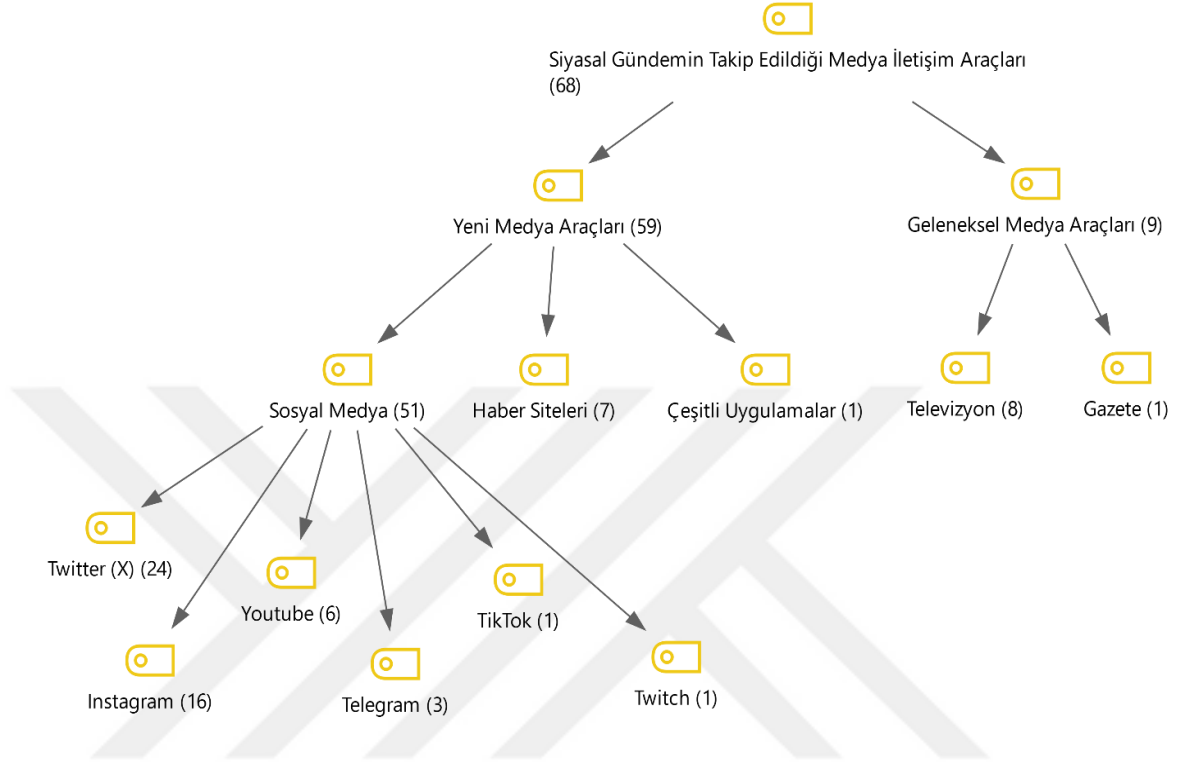 Siyasal Gündemin Takip Edildiği Medya İletişim Araçları
(68)
Yeni Medya Araçları (59)
Geleneksel Medya Araçları (9)
Sosyal Medya (51)
Haber Siteleri (7)
Çeşitli Uygulamalar (1)
Televizyon (8)
Gazete (1)
Twitter (X) (24)
Youtube (6)
TikTok (1)
Instagram (16)
Telegram (3)
Twitch (1)